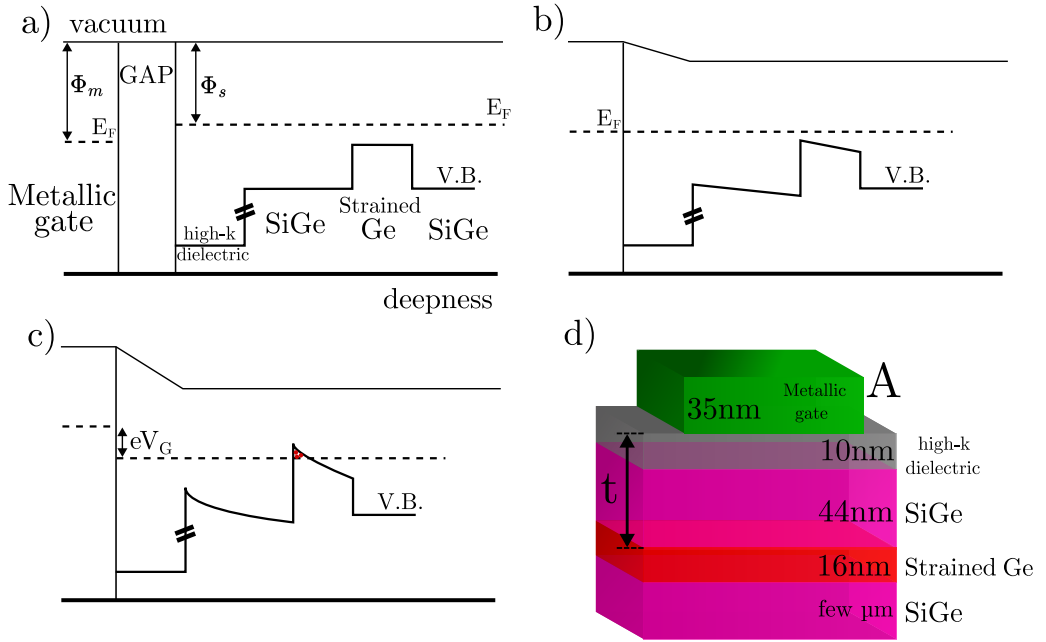 a)
vacuum
GAP
Φm
Φs
EF
EF
Metallic
gate
V.B.
Strained
Ge
SiGe
SiGe
high-k
dielectric
deepness
b)
EF
V.B.
c)
eVG
V.B.
d)
A
Metallic
gate
35nm
10nm
high-k
dielectric
t
44nm
SiGe
16nm
Strained Ge
few µm
SiGe